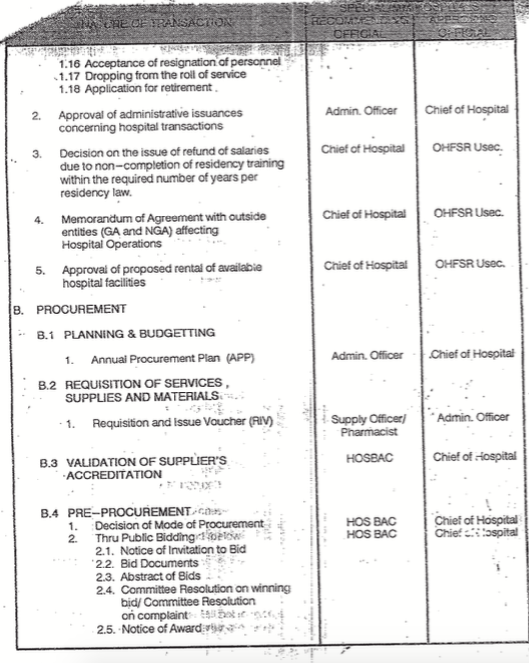 NATURE OF TRANSACTION
RECOMMENDING
OFFICIAL
OFFICIAL
1.16 Acceptance of resignation of personnel
1.17 Dropping from the roll of service
1.18 Application for retirement
2. Approval of administrative issuances Admin. Officer Chief of Hospital
concerning hospital transactions
3. Decision on the issue of refund of salaries Chief of Hospital OHFSR Usec.
due to non-completion of residency training
within the required number of years per
residency law.
4. Memorandum of Agreement with outside Chief of Hospital OHFSR Usec.
entities (GA and NGA) affecting
Hospital Operations
5. Approval of proposed rental of available Chief of Hospital OHFSR Usec.
hospital facilities
B. PROCUREMENT
B.1 PLANNING & BUDGETTING
1. Annual Procurement Plan (APP) Admin. Officer Chief of Hospital
B.2 REQUISITION OF SERVICES,
SUPPLIES AND MATERIALS
1. Requisition and Issue Voucher (RIV) Supply Officer/ Admin. Officer
Pharmacist
B.3 VALIDATION OF SUPPLIER'S HOSBAC Chief of Hospital
ACCREDITATION
B.4 PRE-PROCUREMENT
1. Decision of Mode of Procurement HOS BAC Chief of Hospital
2. Thru Public Bidding HOS BAC Chief of Hospital
2.1. Notice of Invitation to Bid
2.2. Bid Documents
2.3. Abstract of Bids
2.4. Committee Resolution on winning
bid/ Committee Resolution
on complaint
2.5. Notice of Award